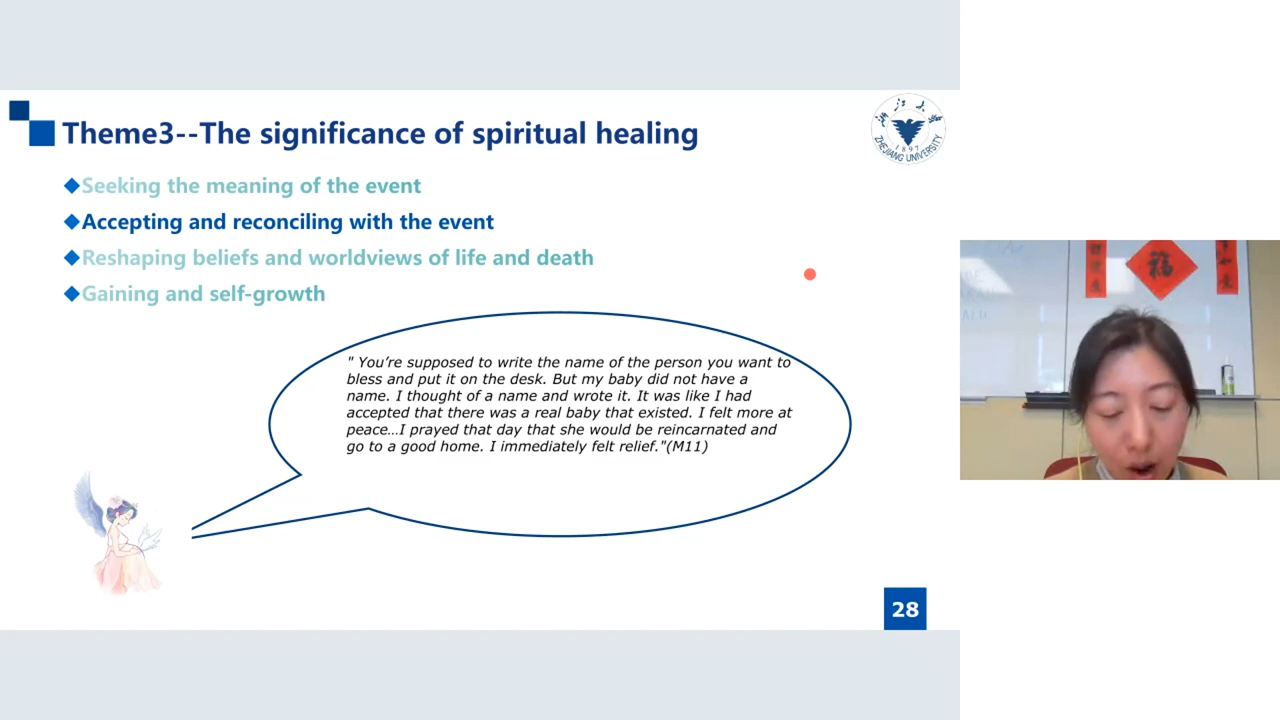 Theme3--The significance of spiritual healing
Seeking the meaning of the event
Accepting and reconciling with the event
Reshaping beliefs and worldviews of life and death
Gaining and self-growth
" You’re supposed to write the name of the person you want to
bless and put it on the desk. But my baby did not have a
name. I thought of a name and wrote it. It was like I had
accepted that there was a real baby that existed. I felt more at
peace…I prayed that day that she would be reincarnated and
go to a good home. I immediately felt relief."(M11)
28
1897
ZHEJIANG UNIVERSITY
福